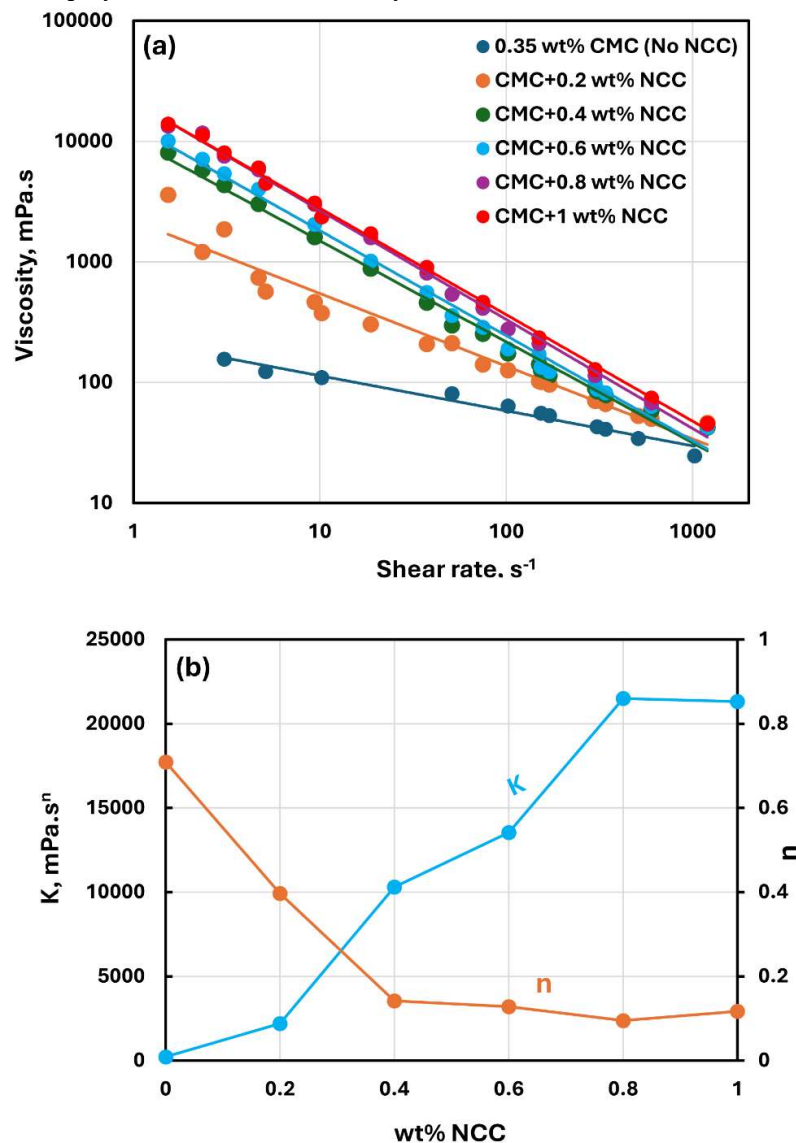 (a)
100000
10000
1000
100
10
Viscosity, mPa.s
0.35 wt% CMC (No NCC)
CMC+0.2 wt% NCC
CMC+0.4 wt% NCC
CMC+0.6 wt% NCC
CMC+0.8 wt% NCC
CMC+1 wt% NCC
1 10 100 1000
Shear rate, s⁻¹
(b)
25000
20000
15000
10000
5000
0
K, mPa.sⁿ
K
n
1
0.8
0.6
0.4
0.2
0
n
0 0.2 0.4 0.6 0.8 1
wt% NCC